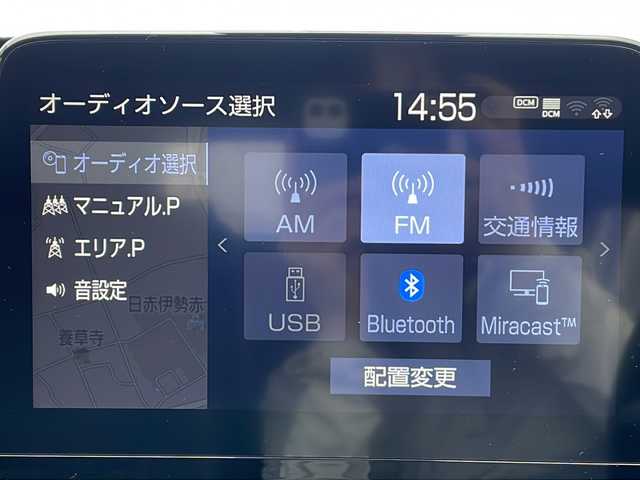 オーディオソース選択
14:55
DCM
DCM
オーディオ選択
マニュアル.P
エリア.P
音設定
AM
FM
交通情報
USB
Bluetooth
Miracast™
配置変更
日赤伊勢赤
養草寺